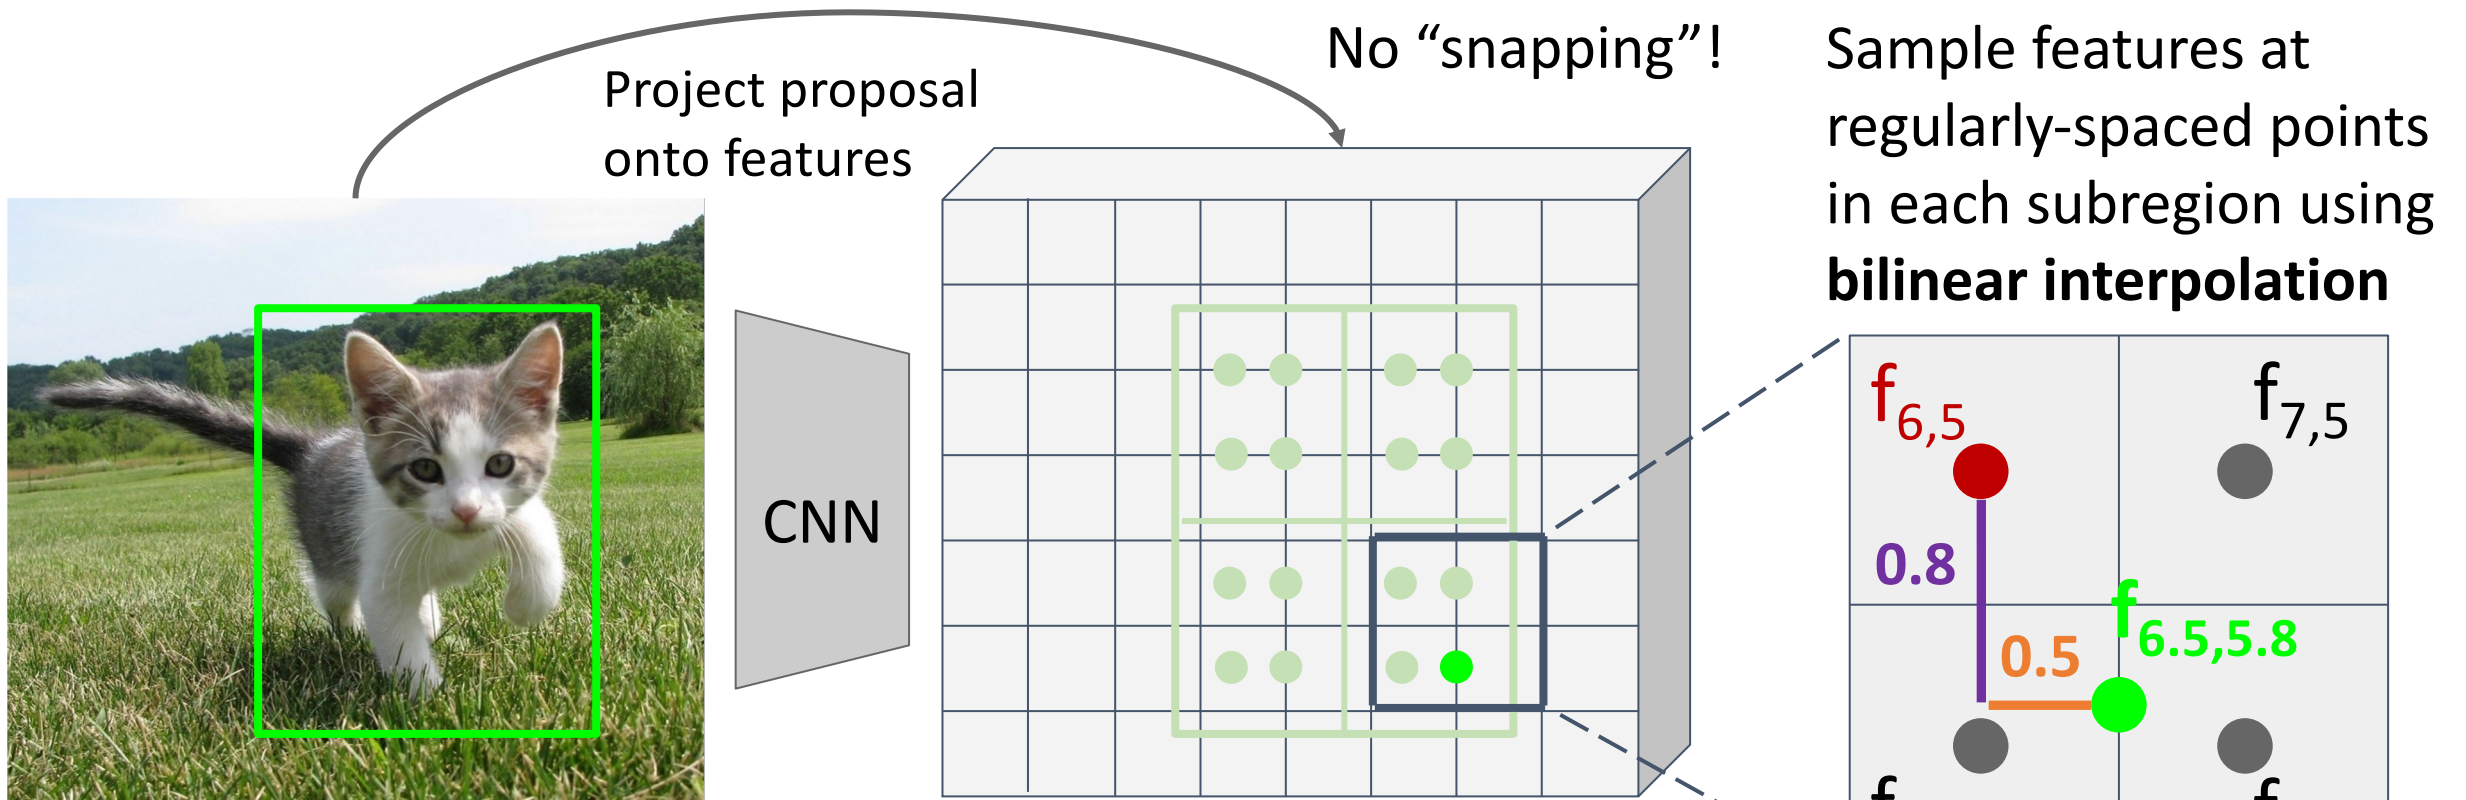 Project proposal
onto features
No “snapping”!
Sample features at
regularly-spaced points
in each subregion using
bilinear interpolation
CNN
f6,5
f7,5
0.8
f6.5,5.8
0.5
f
f